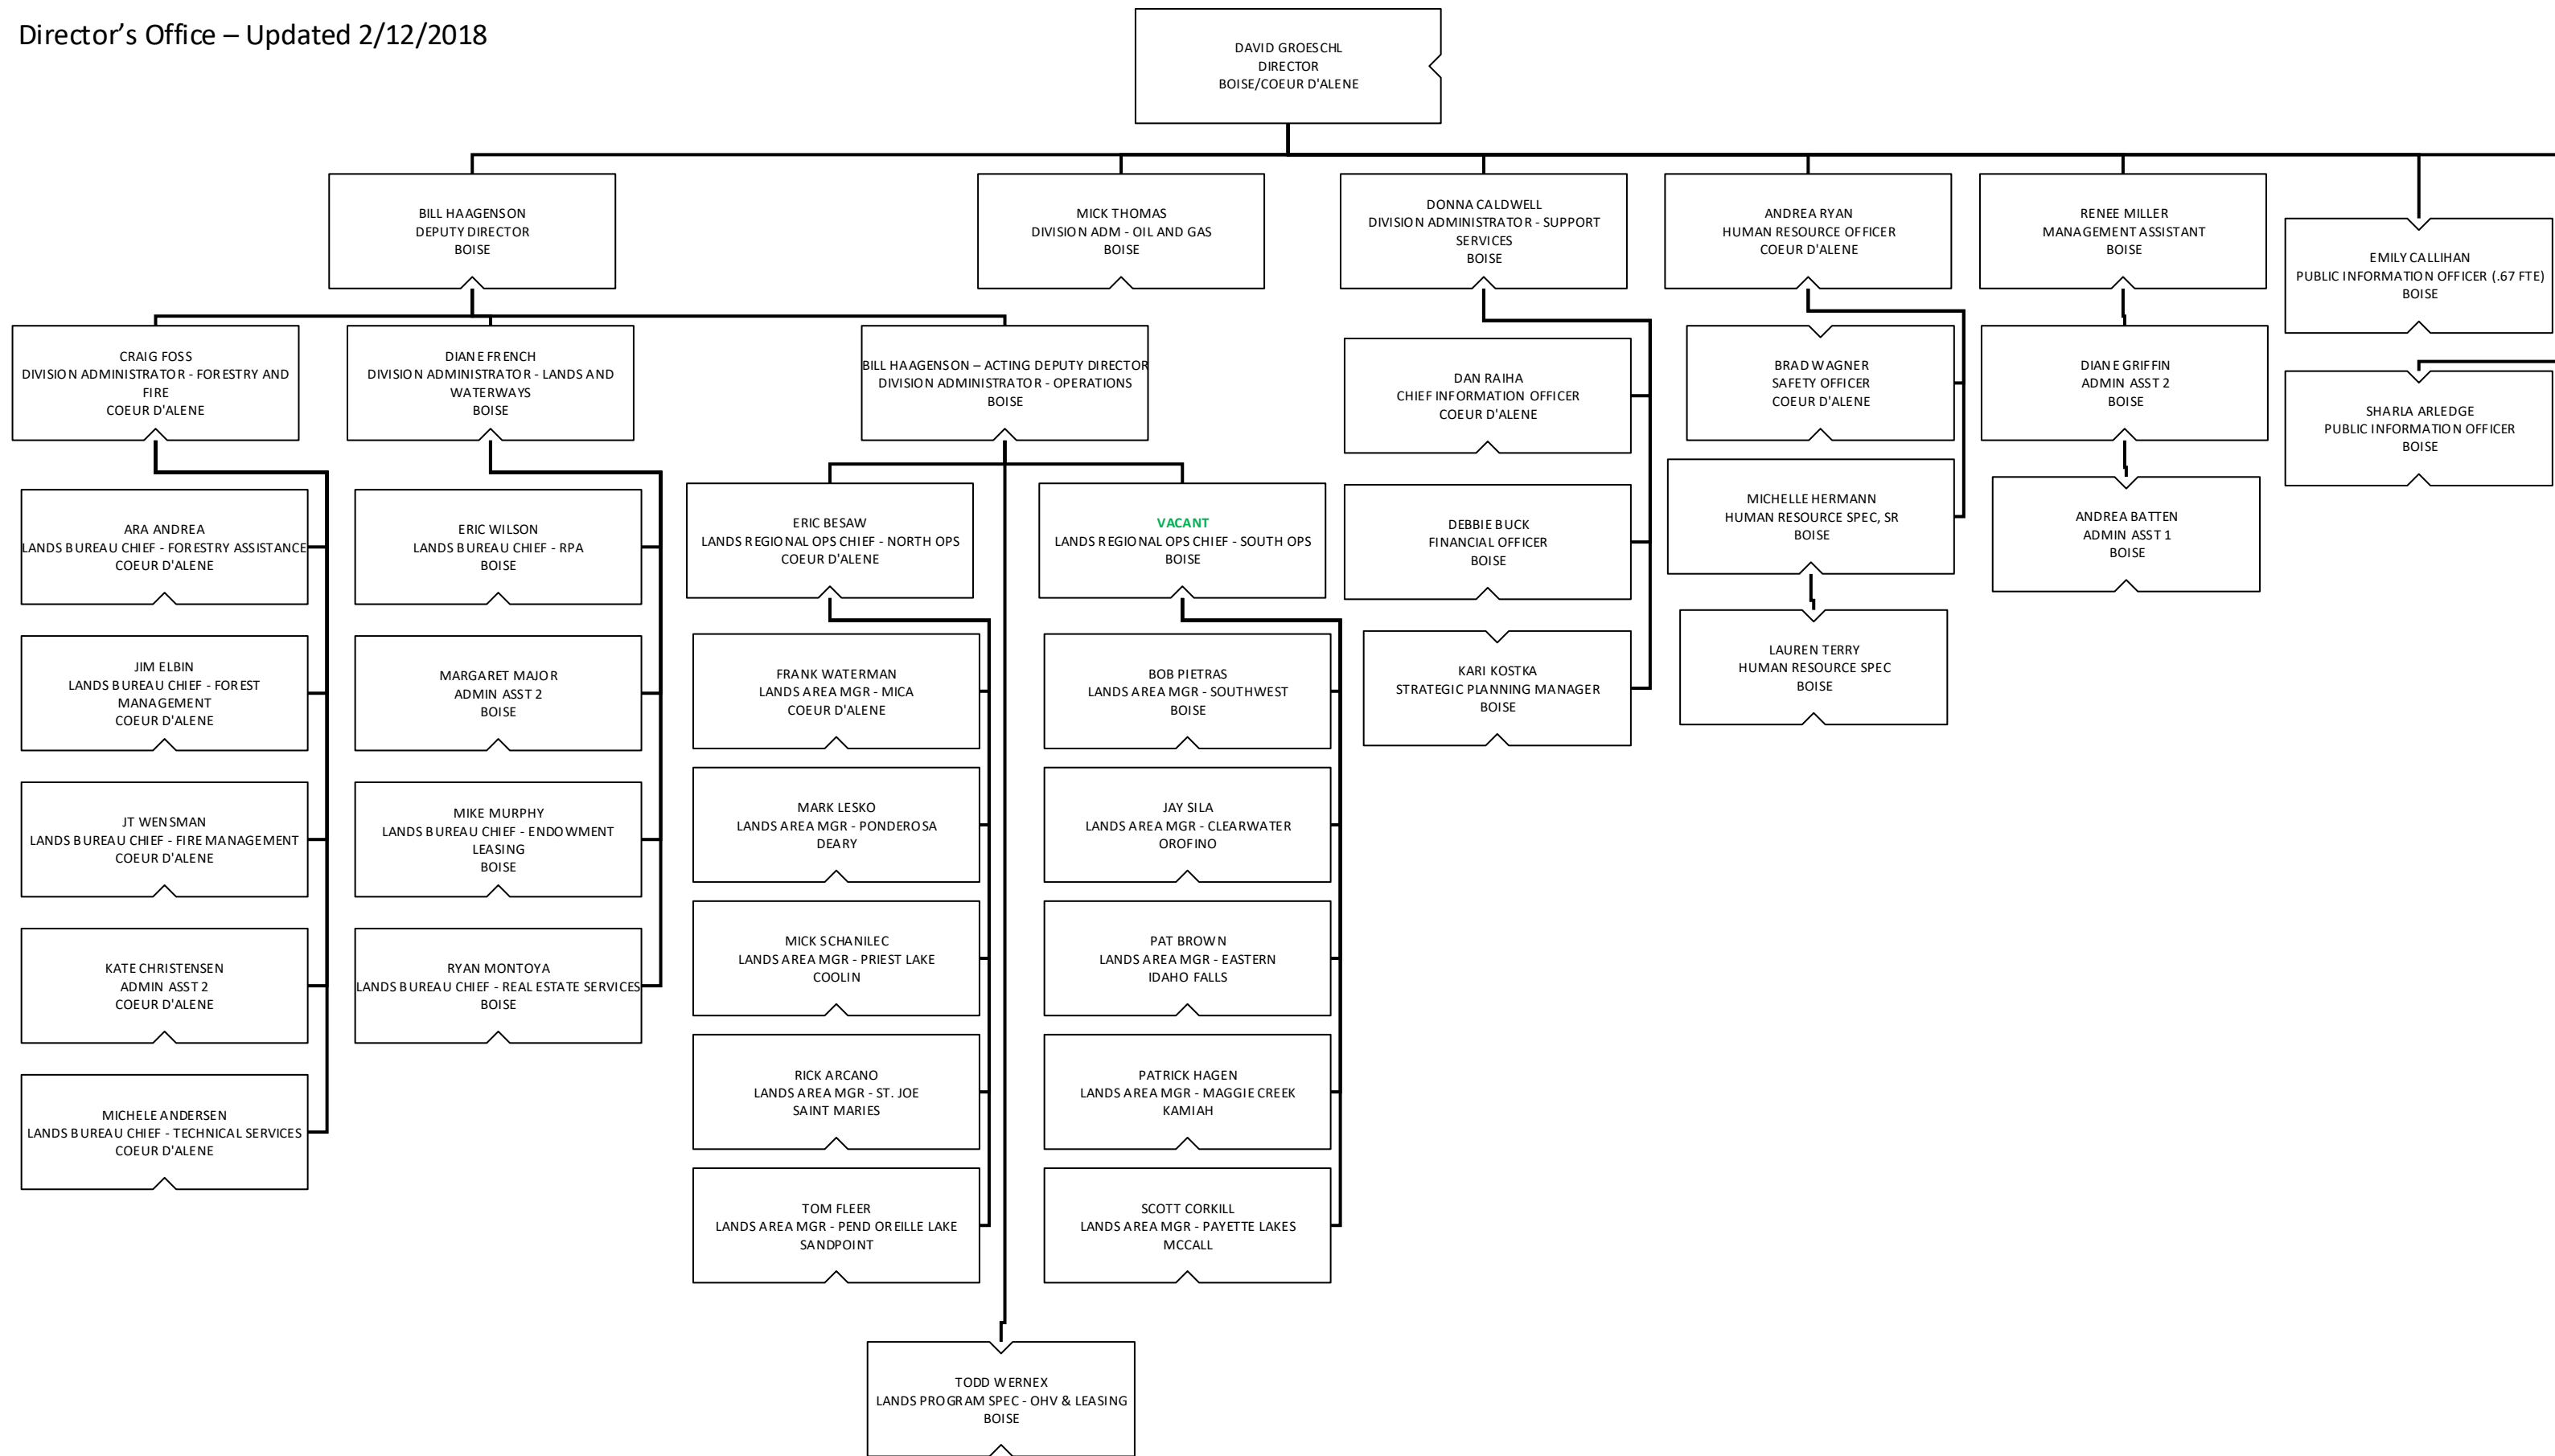 Director’s Office – Updated 2/12/2018
DAVID GROESCHL
DIRECTOR
BOISE/COEUR D'ALENE
BILL HAAGENSON
DEPUTY DIRECTOR
BOISE
MICK THOMAS
DIVISION ADM - OIL AND GAS
BOISE
DONNA CALDWELL
DIVISION ADMINISTRATOR - SUPPORT
SERVICES
BOISE
ANDREA RYAN
HUMAN RESOURCE OFFICER
COEUR D'ALENE
RENEE MILLER
MANAGEMENT ASSISTANT
BOISE
EMILY CALLIHAN
PUBLIC INFORMATION OFFICER (.67 FTE)
BOISE
CRAIG FOSS
DIVISION ADMINISTRATOR - FORESTRY AND
FIRE
COEUR D'ALENE
DIANE FRENCH
DIVISION ADMINISTRATOR - LANDS AND
WATERWAYS
BOISE
BILL HAAGENSON – ACTING DEPUTY DIRECTOR
DIVISION ADMINISTRATOR - OPERATIONS
BOISE
DAN RAIHA
CHIEF INFORMATION OFFICER
COEUR D'ALENE
BRAD WAGNER
SAFETY OFFICER
COEUR D'ALENE
DIANE GRIFFIN
ADMIN ASST 2
BOISE
SHARLA ARLEDGE
PUBLIC INFORMATION OFFICER
BOISE
ARA ANDREA
LANDS BUREAU CHIEF - FORESTRY ASSISTANCE
COEUR D'ALENE
ERIC WILSON
LANDS BUREAU CHIEF - RPA
BOISE
ERIC BESAW
LANDS REGIONAL OPS CHIEF - NORTH OPS
COEUR D'ALENE
VACANT
LANDS REGIONAL OPS CHIEF - SOUTH OPS
BOISE
DEBBIE BUCK
FINANCIAL OFFICER
BOISE
MICHELLE HERMANN
HUMAN RESOURCE SPEC, SR
BOISE
ANDREA BATTEN
ADMIN ASST 1
BOISE
JIM ELBIN
LANDS BUREAU CHIEF - FOREST
MANAGEMENT
COEUR D'ALENE
MARGARET MAJOR
ADMIN ASST 2
BOISE
FRANK WATERMAN
LANDS AREA MGR - MICA
COEUR D'ALENE
BOB PIETRAS
LANDS AREA MGR - SOUTHWEST
BOISE
KARI KOSTKA
STRATEGIC PLANNING MANAGER
BOISE
LAUREN TERRY
HUMAN RESOURCE SPEC
BOISE
JT WENSMAN
LANDS BUREAU CHIEF - FIRE MANAGEMENT
COEUR D'ALENE
MIKE MURPHY
LANDS BUREAU CHIEF - ENDOWMENT
LEASING
BOISE
MARK LESKO
LANDS AREA MGR - PONDEROSA
DEARY
JAY SILA
LANDS AREA MGR - CLEARWATER
OROFINO
KATE CHRISTENSEN
ADMIN ASST 2
COEUR D'ALENE
RYAN MONTOYA
LANDS BUREAU CHIEF - REAL ESTATE SERVICES
BOISE
MICK SCHANILEC
LANDS AREA MGR - PRIEST LAKE
COOLIN
PAT BROWN
LANDS AREA MGR - EASTERN
IDAHO FALLS
MICHELE ANDERSEN
LANDS BUREAU CHIEF - TECHNICAL SERVICES
COEUR D'ALENE
RICK ARCANO
LANDS AREA MGR - ST. JOE
SAINT MARIES
PATRICK HAGEN
LANDS AREA MGR - MAGGIE CREEK
KAMIAH
TOM FLEER
LANDS AREA MGR - PEND OREILLE LAKE
SANDPOINT
SCOTT CORKILL
LANDS AREA MGR - PAYETTE LAKES
MCCALL
TODD WERNEX
LANDS PROGRAM SPEC - OHV & LEASING
BOISE